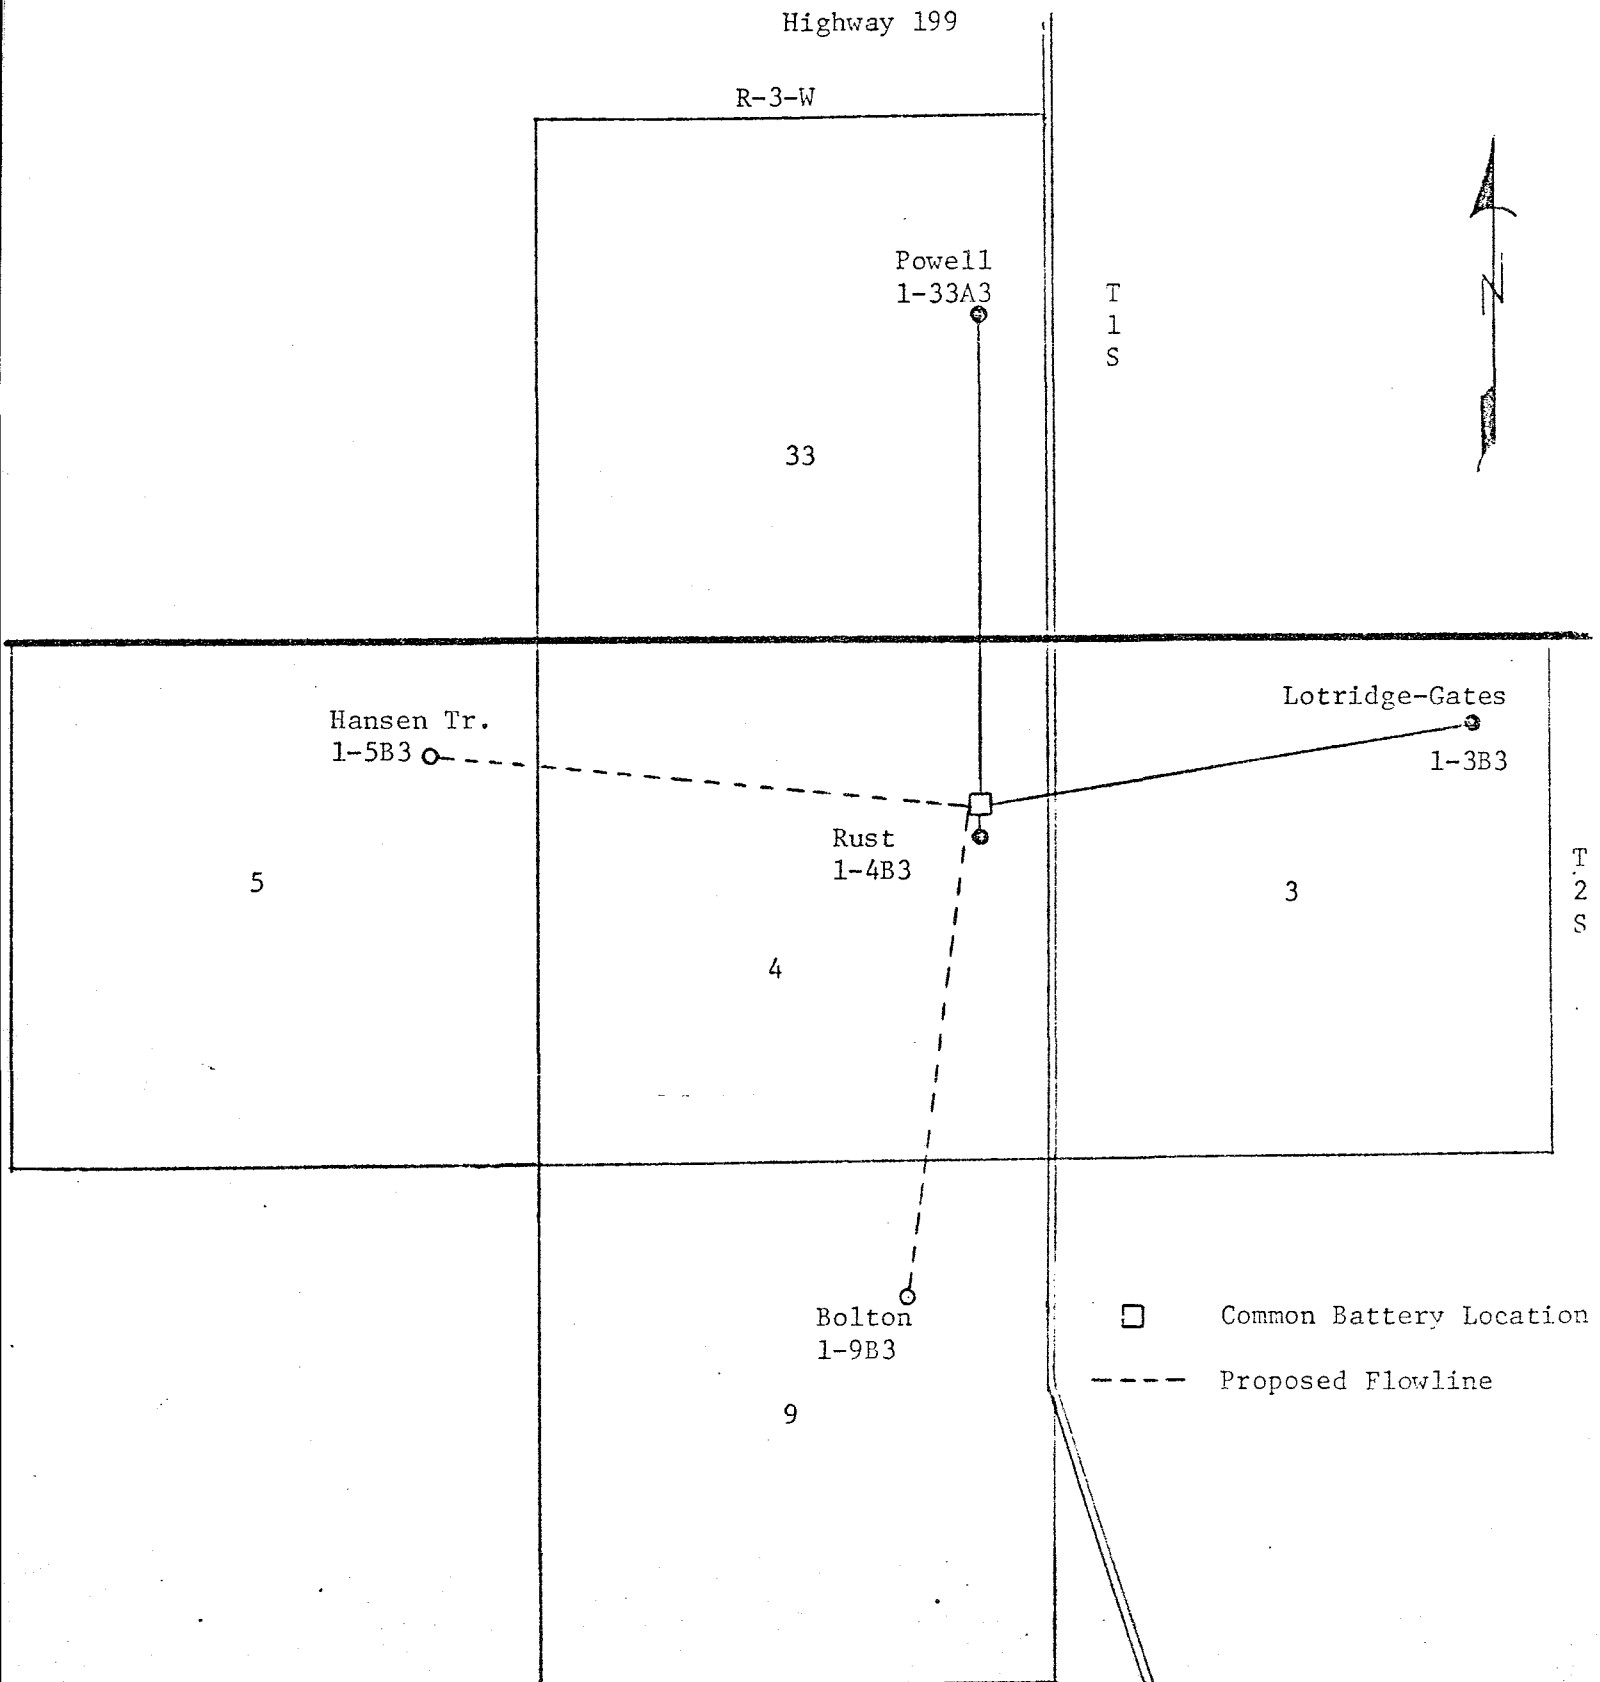 Highway 199
R-3-W
Powell
1-33A3
T
1
S
N
33
Hansen Tr.
1-5B3
Lotridge-Gates
1-3B3
Rust
1-4B3
T
2
S
5
3
4
Bolton
1-9B3
Common Battery Location
Proposed Flowline
9